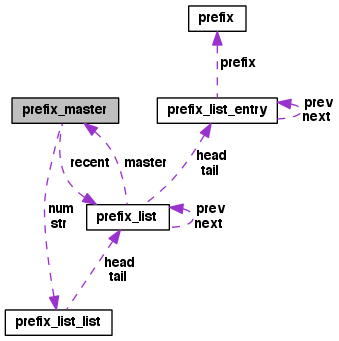 prefix
prefix
prefix_master
prefix_list_entry
prev
next
recent
master
head
tail
num
str
prefix_list
prev
next
head
tail
prefix_list_list